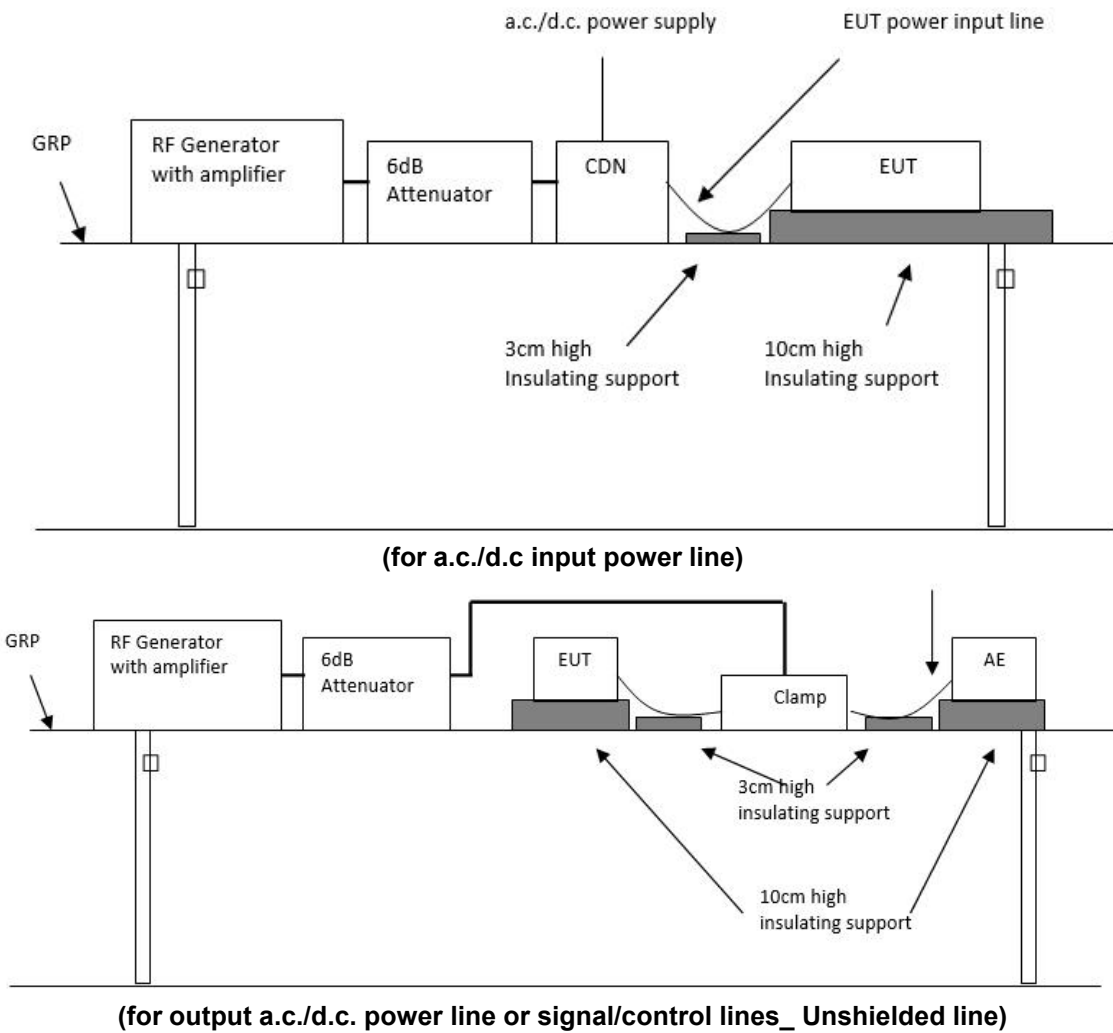 a.c./d.c. power supply
EUT power input line
GRP
RF Generator
with amplifier
6dB
Attenuator
CDN
EUT
3cm high
Insulating support
10cm high
Insulating support
(for a.c./d.c input power line)
GRP
RF Generator
with amplifier
6dB
Attenuator
EUT
Clamp
AE
3cm high
insulating support
10cm high
insulating support
(for output a.c./d.c. power line or signal/control lines_ Unshielded line)